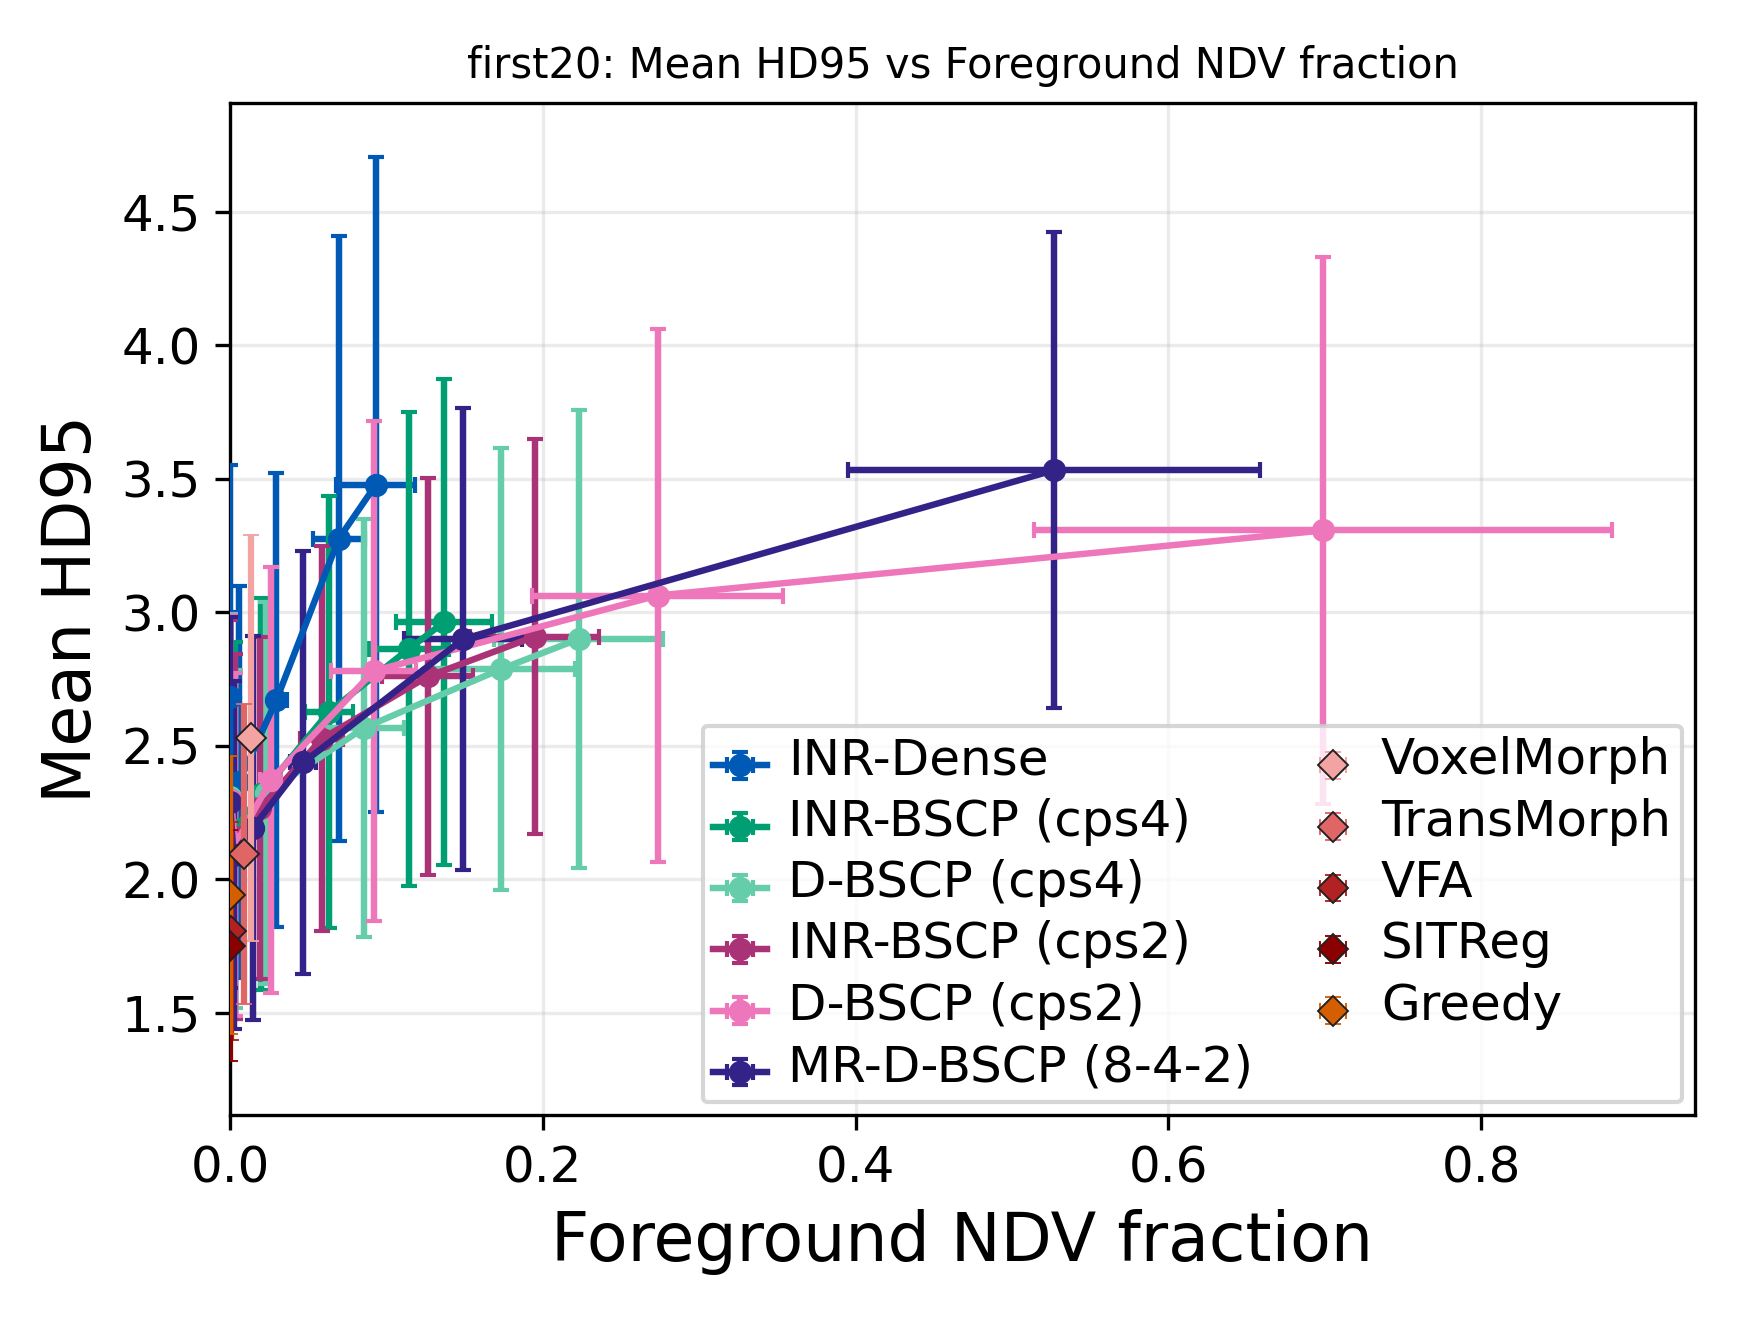 first20: Mean HD95 vs Foreground NDV fraction
Mean HD95
4.5
4.0
3.5
3.0
2.5
2.0
1.5
0.0
0.2
0.4
0.6
0.8
Foreground NDV fraction
INR-Dense
INR-BSCP (cps4)
D-BSCP (cps4)
INR-BSCP (cps2)
D-BSCP (cps2)
MR-D-BSCP (8-4-2)
VoxelMorph
TransMorph
VFA
SITReg
Greedy